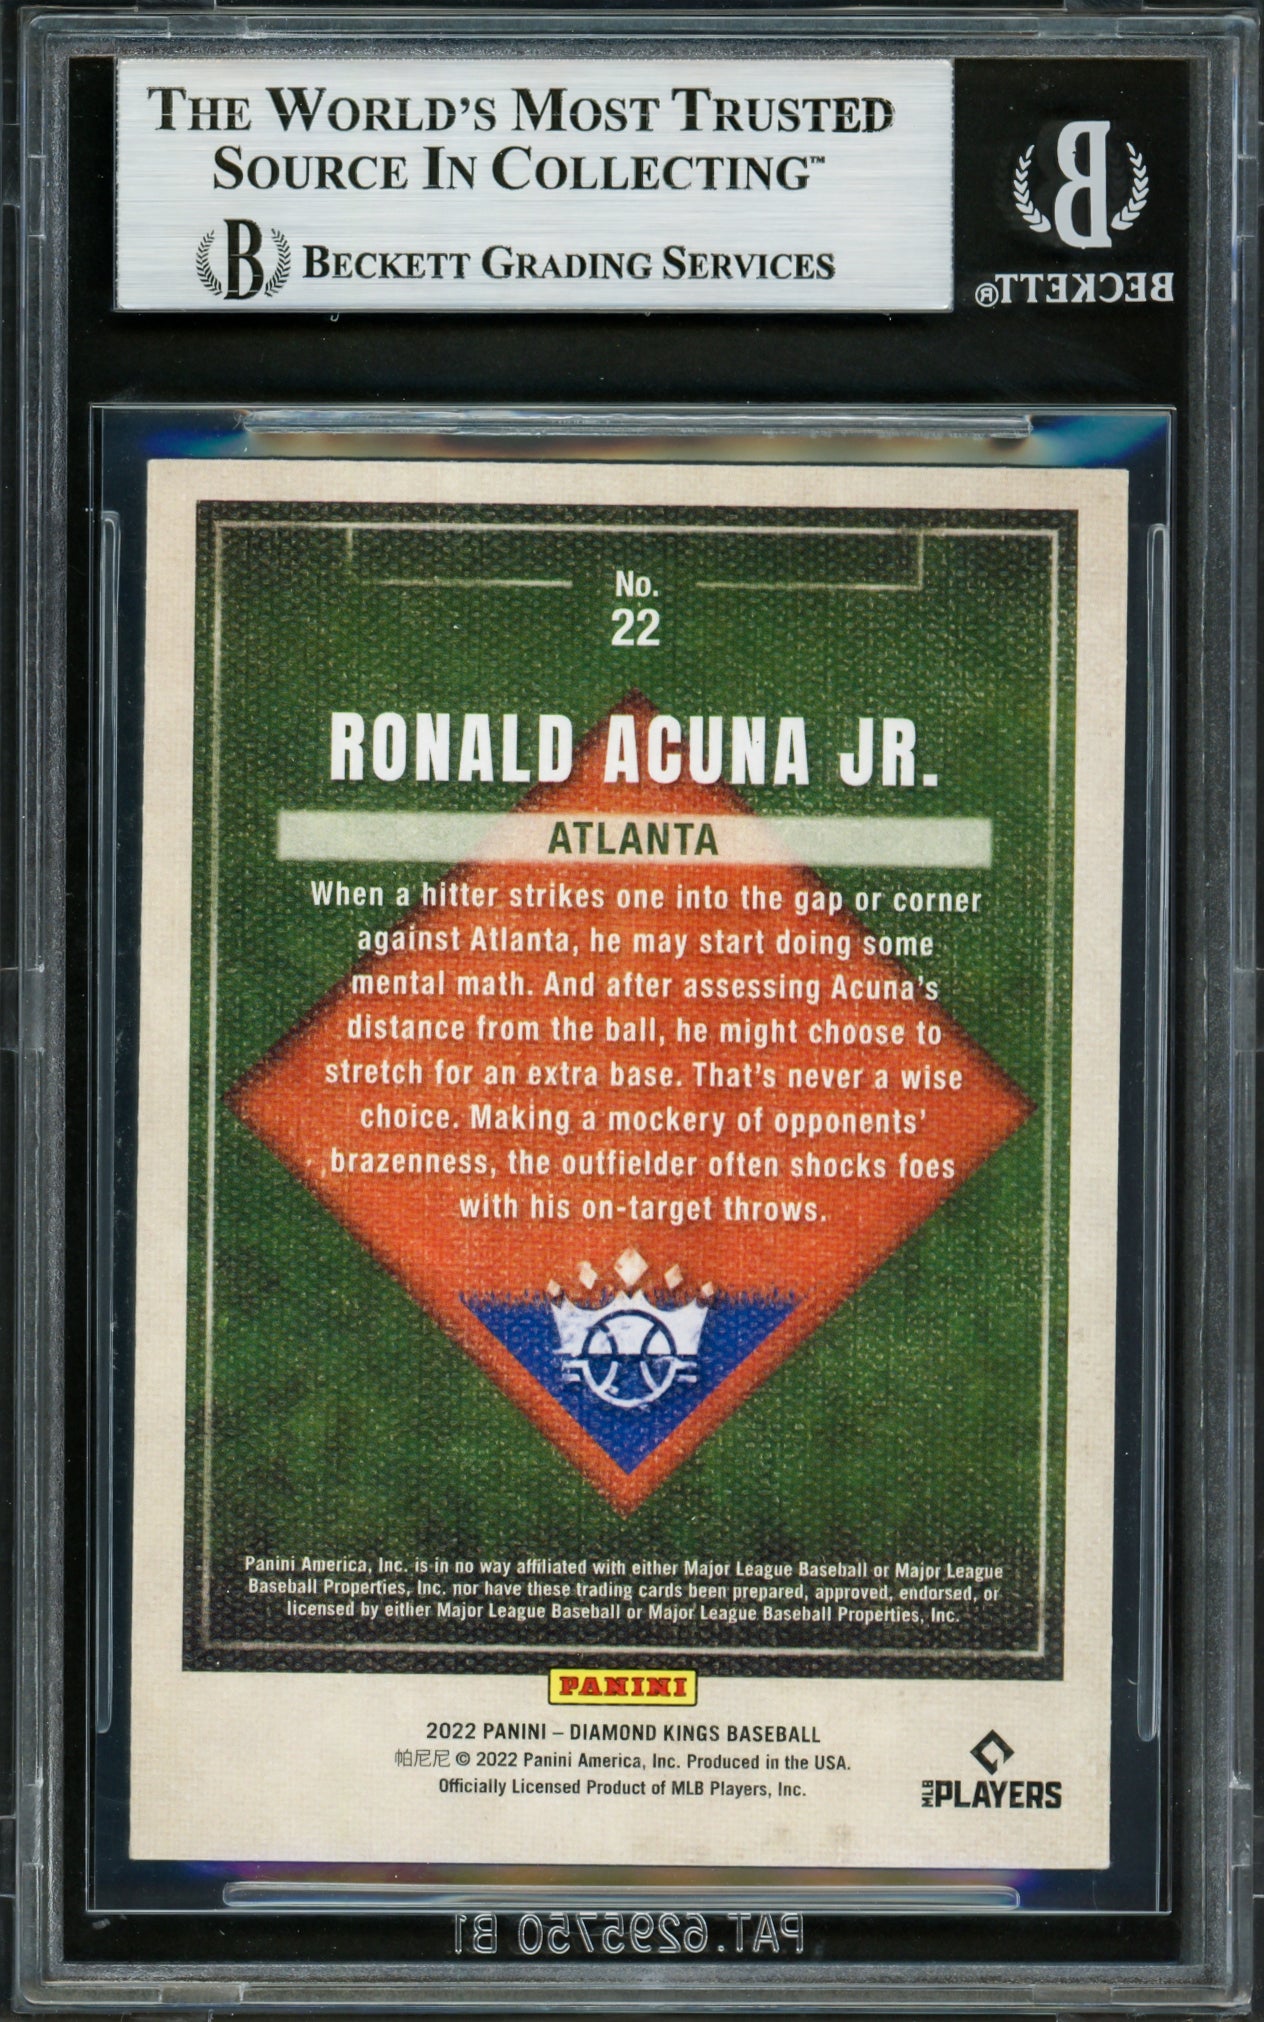 THE WORLD'S MOST TRUSTED
SOURCE IN COLLECTING™
B BECKETT GRADING SERVICES
B
BECKETT®
No.
22
RONALD ACUNA JR.
ATLANTA
When a hitter strikes one into the gap or corner
against Atlanta, he may start doing some
mental math. And after assessing Acuna's
distance from the ball, he might choose to
stretch for an extra base. That's never a wise
choice. Making a mockery of opponents'
brazenness, the outfielder often shocks foes
with his on-target throws.
Panini America, Inc. is in no way affiliated with either Major League Baseball or Major League
Baseball Properties, Inc. nor have these trading cards been prepared, approved, endorsed, or
licensed by either Major League Baseball or Major League Baseball Properties, Inc.
PANINI
2022 PANINI – DIAMOND KINGS BASEBALL
帕尼尼 © 2022 Panini America, Inc. Produced in the USA.
Officially Licensed Product of MLB Players, Inc.
MLB PLAYERS
PAT.6295750 B1